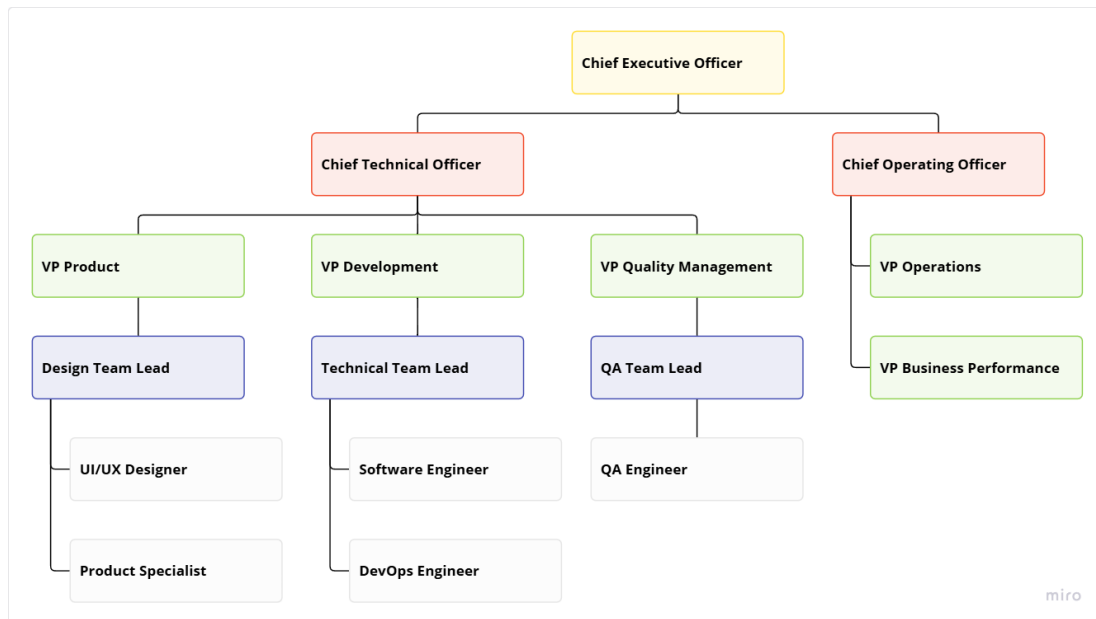 Chief Executive Officer
Chief Technical Officer
Chief Operating Officer
VP Product
VP Development
VP Quality Management
VP Operations
Design Team Lead
Technical Team Lead
QA Team Lead
VP Business Performance
UI/UX Designer
Software Engineer
QA Engineer
Product Specialist
DevOps Engineer
miro